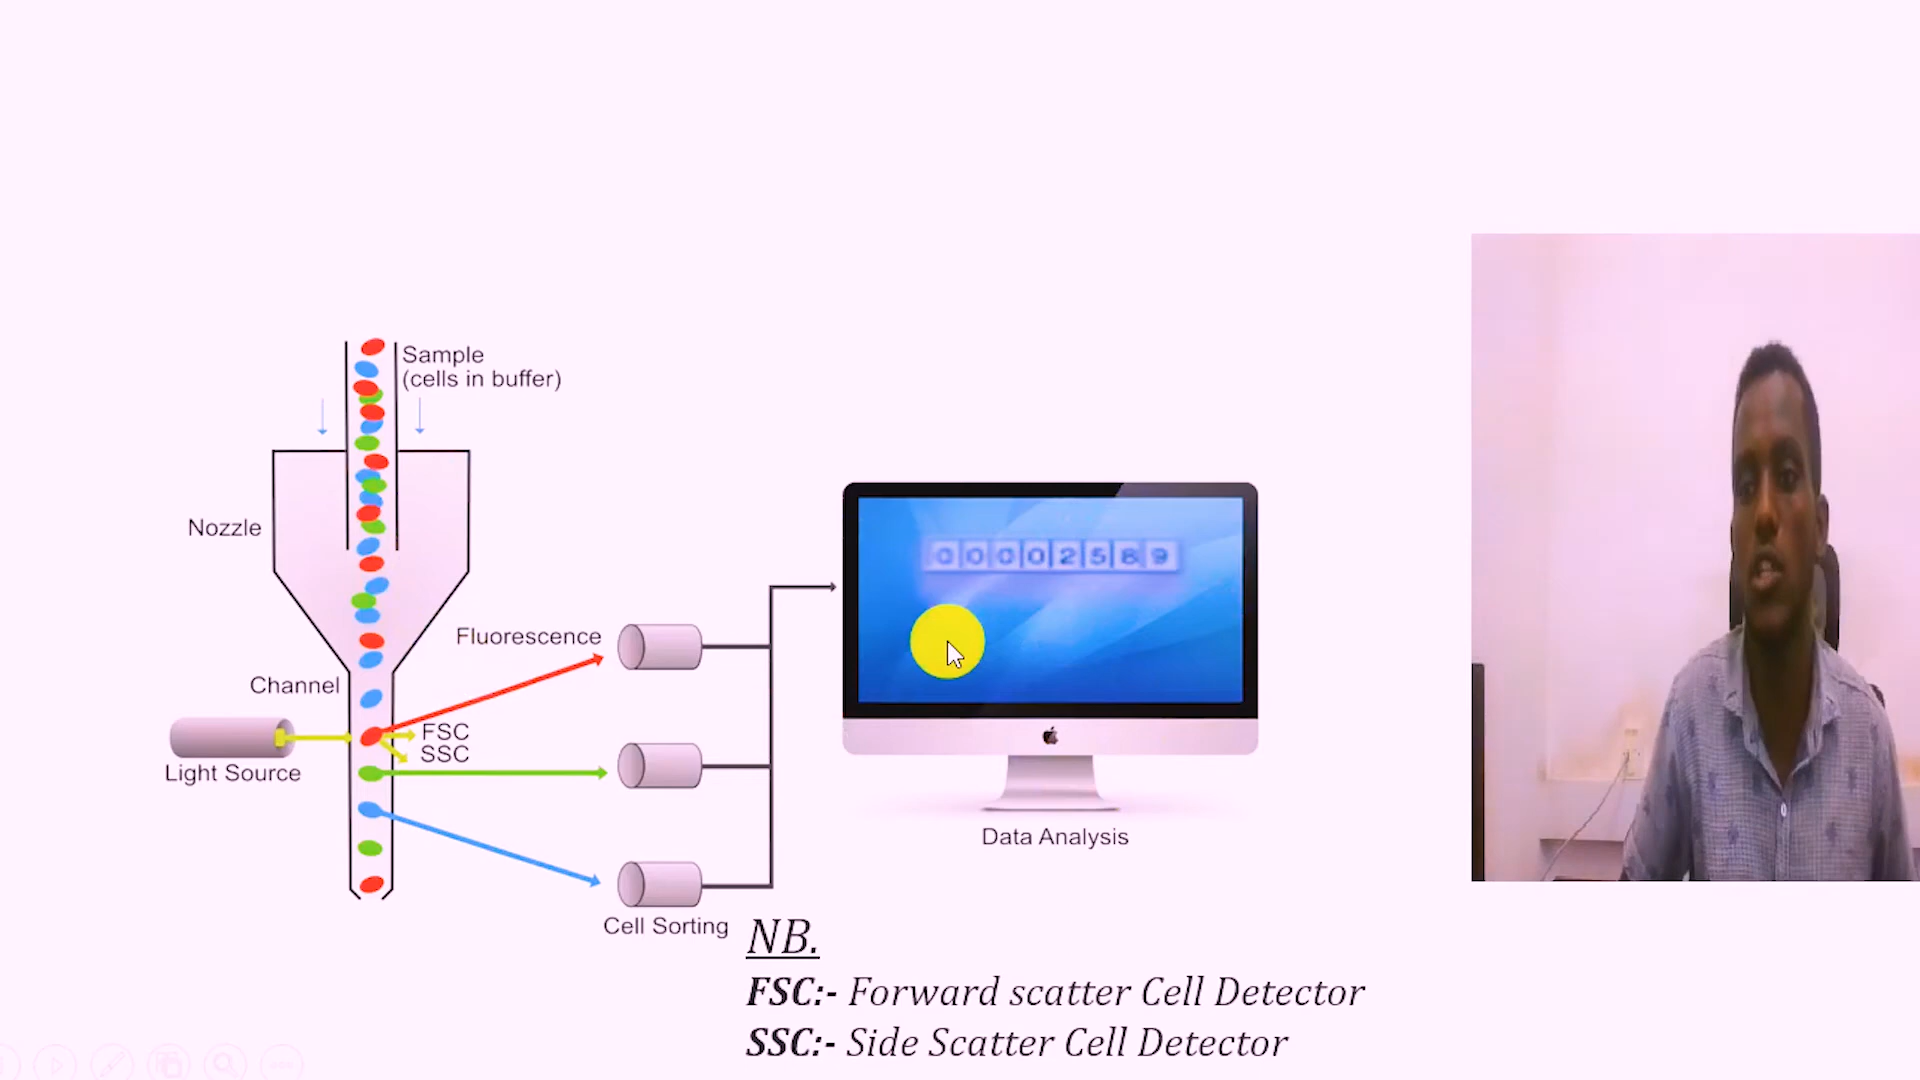 Sample
(cells in buffer)
Nozzle
00002589
Fluorescence
Channel
FSC
SSC
Light Source
Data Analysis
Cell Sorting
NB.
FSC:- Forward scatter Cell Detector
SSC:- Side Scatter Cell Detector